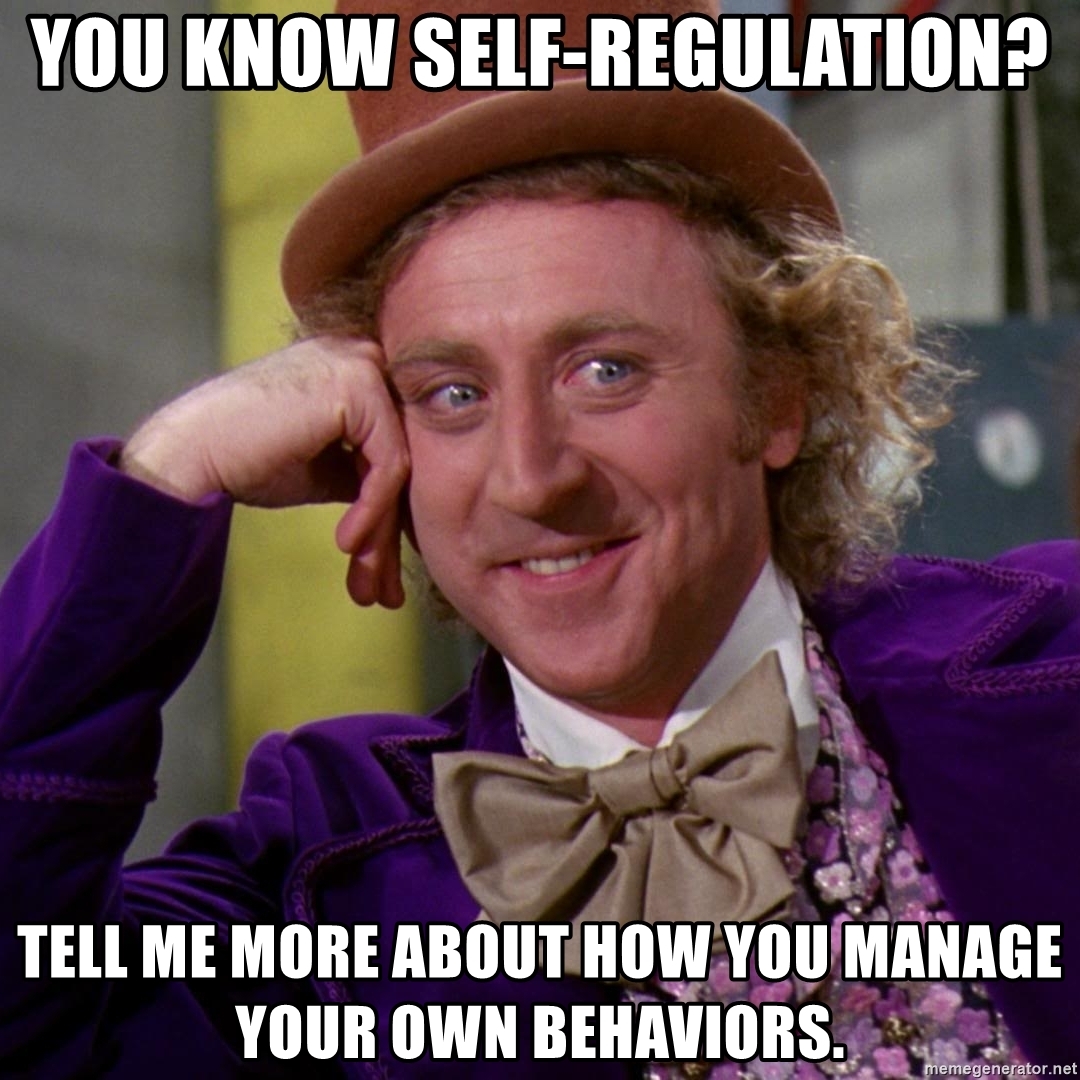 YOU KNOW SELF-REGULATION?
TELL ME MORE ABOUT HOW YOU MANAGE
YOUR OWN BEHAVIORS.
memegenerator.net